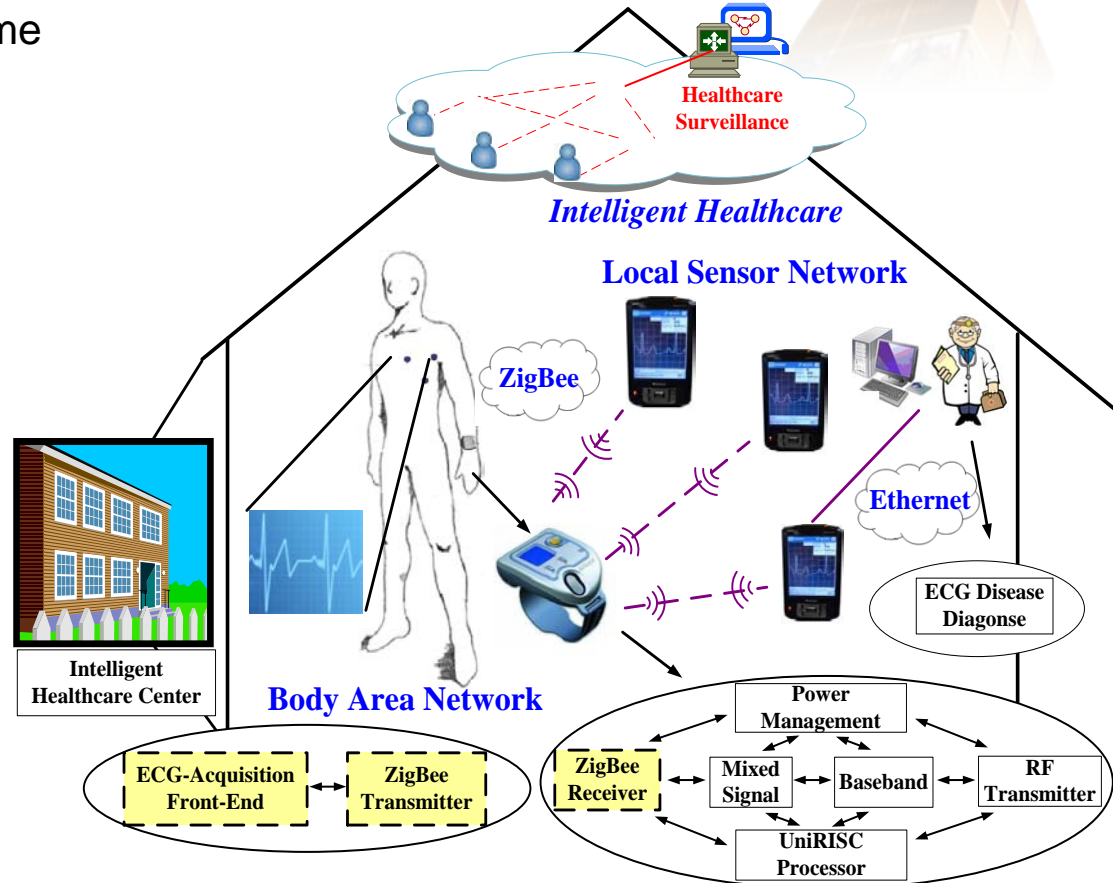 me
Healthcare
Surveillance
Intelligent Healthcare
Local Sensor Network
ZigBee
Ethernet
ECG Disease
Diagonse
Intelligent
Healthcare Center
Body Area Network
Power
Management
ECG-Acquisition
Front-End
ZigBee
Transmitter
ZigBee
Receiver
Mixed
Signal
Baseband
RF
Transmitter
UniRISC
Processor